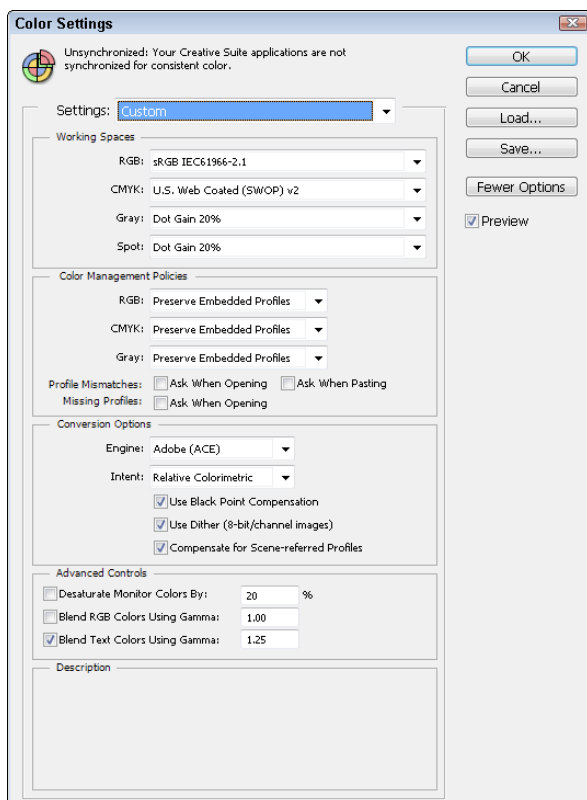 Color Settings
Unsynchronized: Your Creative Suite applications are not
synchronized for consistent color.
OK
Cancel
Load...
Save...
Fewer Options
Preview
Settings: Custom
Working Spaces
RGB: sRGB IEC61966-2.1
CMYK: U.S. Web Coated (SWOP) v2
Gray: Dot Gain 20%
Spot: Dot Gain 20%
Color Management Policies
RGB: Preserve Embedded Profiles
CMYK: Preserve Embedded Profiles
Gray: Preserve Embedded Profiles
Profile Mismatches: Ask When Opening Ask When Pasting
Missing Profiles: Ask When Opening
Conversion Options
Engine: Adobe (ACE)
Intent: Relative Colorimetric
Use Black Point Compensation
Use Dither (8-bit/channel images)
Compensate for Scene-referred Profiles
Advanced Controls
Desaturate Monitor Colors By: 20 %
Blend RGB Colors Using Gamma: 1.00
Blend Text Colors Using Gamma: 1.25
Description